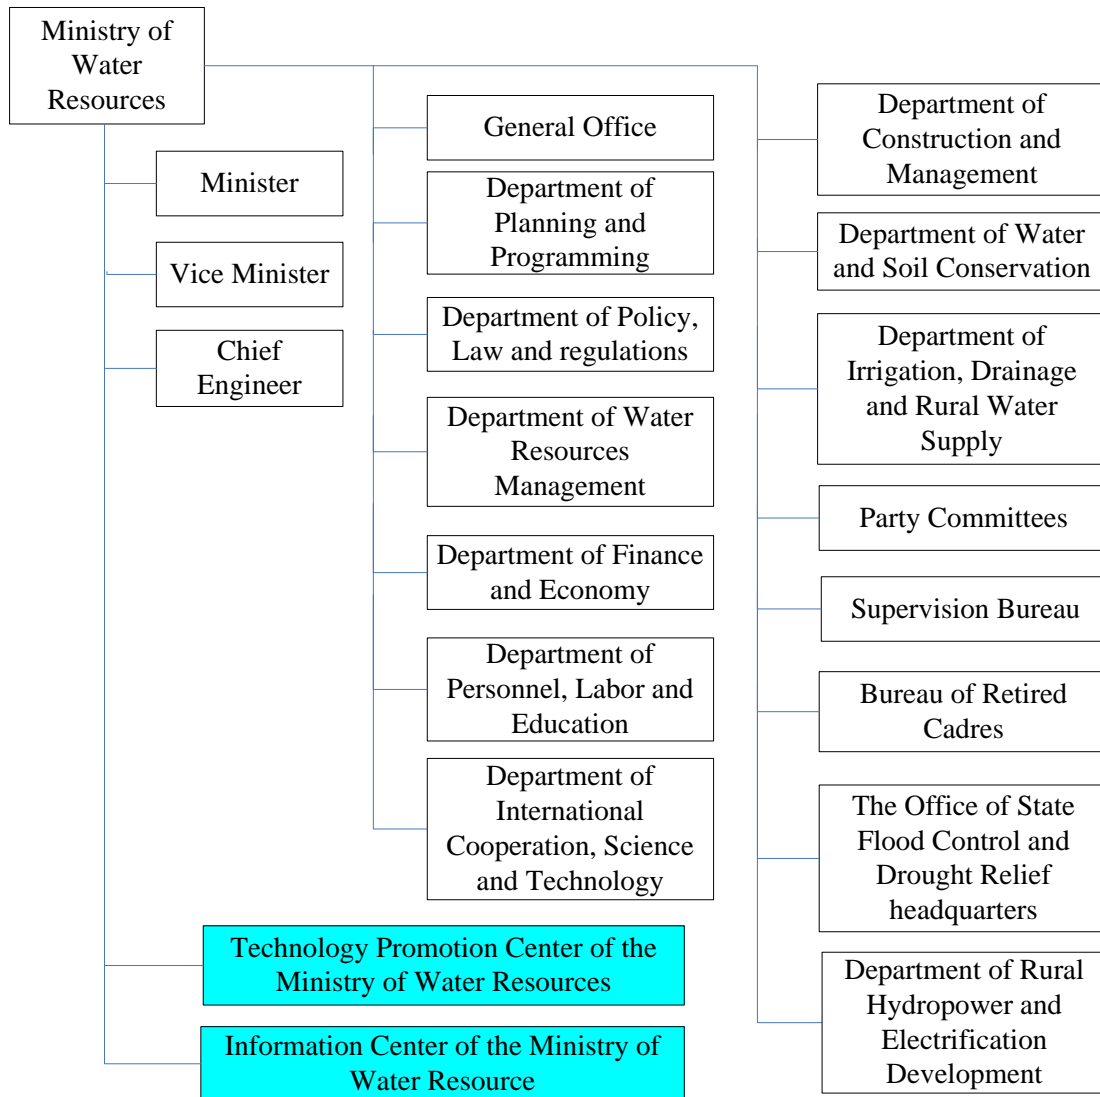 Ministry of
Water
Resources
Minister
Vice Minister
Chief
Engineer
General Office
Department of
Planning and
Programming
Department of Policy,
Law and regulations
Department of Water
Resources
Management
Department of Finance
and Economy
Department of
Personnel, Labor and
Education
Department of
International
Cooperation, Science
and Technology
Department of
Construction and
Management
Department of Water
and Soil Conservation
Department of
Irrigation, Drainage
and Rural Water
Supply
Party Committees
Supervision Bureau
Bureau of Retired
Cadres
The Office of State
Flood Control and
Drought Relief
headquarters
Department of Rural
Hydropower and
Electrification
Development
Technology Promotion Center of the
Ministry of Water Resources
Information Center of the Ministry of
Water Resource